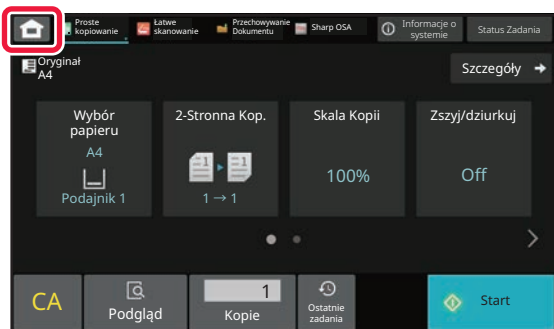 Proste
kopiowanie
Łatwe
skanowanie
Przechowywanie
Dokumentu
Sharp OSA
Informacje o
systemie
Status Zadania
Oryginał
A4
Szczegóły
Wybór
papieru
A4
Podajnik 1
2-Stronna Kop.
1
1
1 → 1
Skala Kopii
100%
Zszyj/dziurkuj
Off
CA
Podgląd
1
Kopie
Ostatnie
zadania
Start